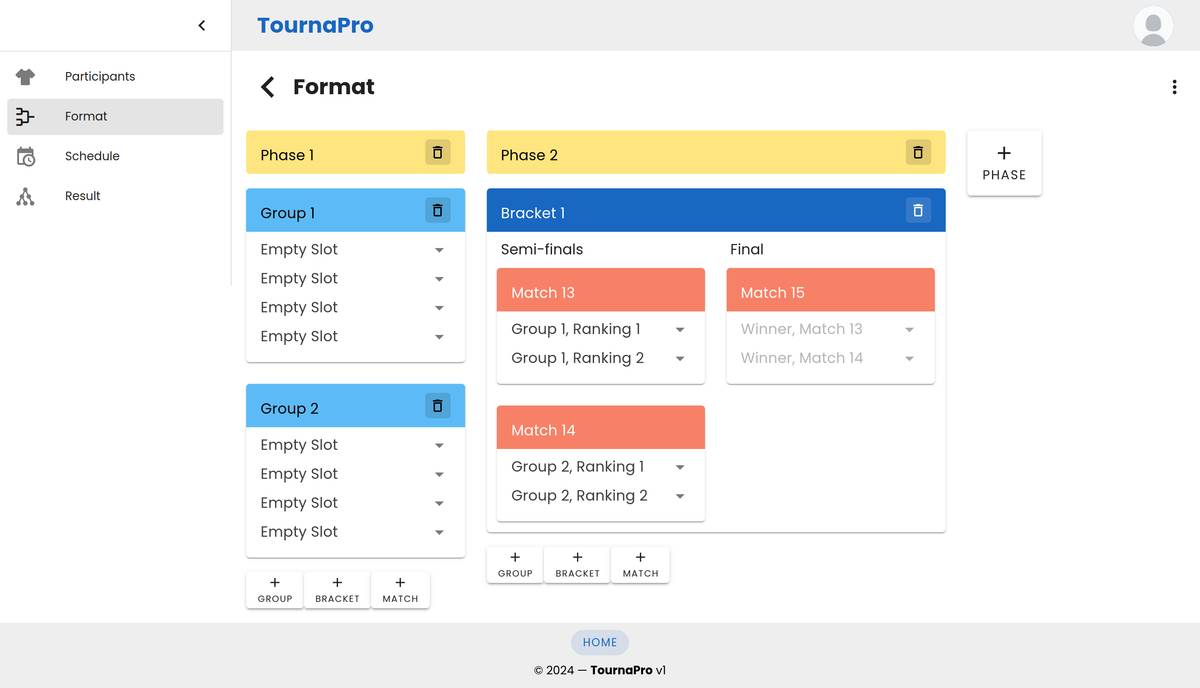 TournaPro
Participants
Format
Schedule
Result
Format
Phase 1
Group 1
Empty Slot
Empty Slot
Empty Slot
Empty Slot
Group 2
Empty Slot
Empty Slot
Empty Slot
Empty Slot
GROUP
BRACKET
MATCH
Phase 2
Bracket 1
Semi-finals
Match 13
Group 1, Ranking 1
Group 1, Ranking 2
Match 14
Group 2, Ranking 1
Group 2, Ranking 2
Final
Match 15
Winner, Match 13
Winner, Match 14
GROUP
BRACKET
MATCH
PHASE
HOME
© 2024 — TournaPro v1